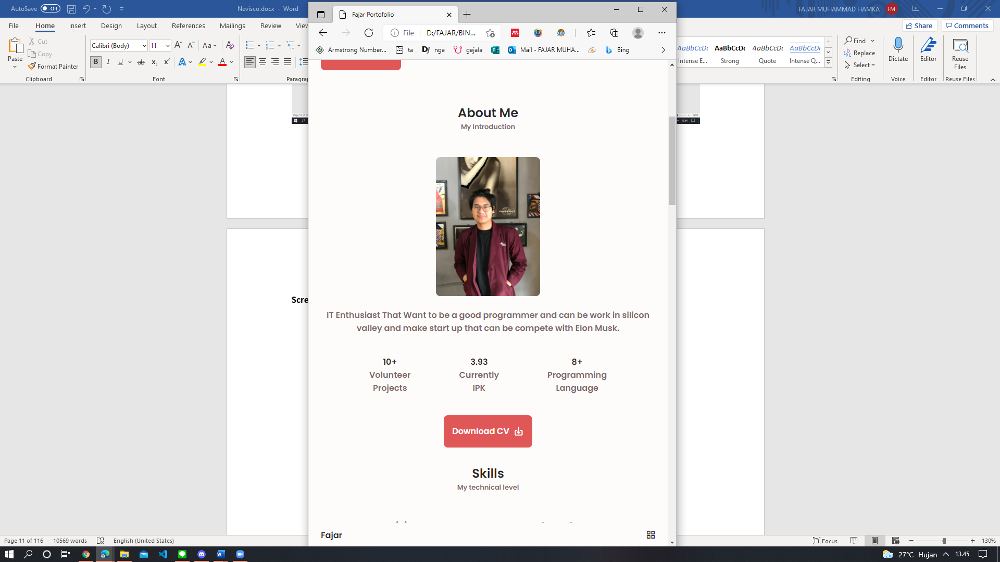 AutoSave Off Nevisco.docx - Word
FAJAR MUHAMMAD HAMKA FM
File Home Insert Design Layout References Mailings Review View
Share Comments
Paste
Cut
Copy
Format Painter
Clipboard
Calibri (Body) 11
Font
Paragrap
AaBbCcDc AaBbCcDc AaBbCcDc AaBbCcDc
Intense E... Strong Quote Intense Q...
Find
Replace
Select
Editing
Dictate
Voice
Editor
Editor
Reuse Files
Reuse Files
Fajar Portofolio
File D:/FAJAR/BIN...
Armstrong Number... ta nge gejala Mail - FAJAR MUHA... Bing
About Me
My Introduction
Scre
IT Enthusiast That Want to be a good programmer and can be work in silicon
valley and make start up that can be compete with Elon Musk.
10+ 3.93 8+
Volunteer Currently Programming
Projects IPK Language
Download CV
Skills
My technical level
Fajar
Page 11 of 116 10569 words English (United States)
Focus 130%
27°C Hujan 13.45